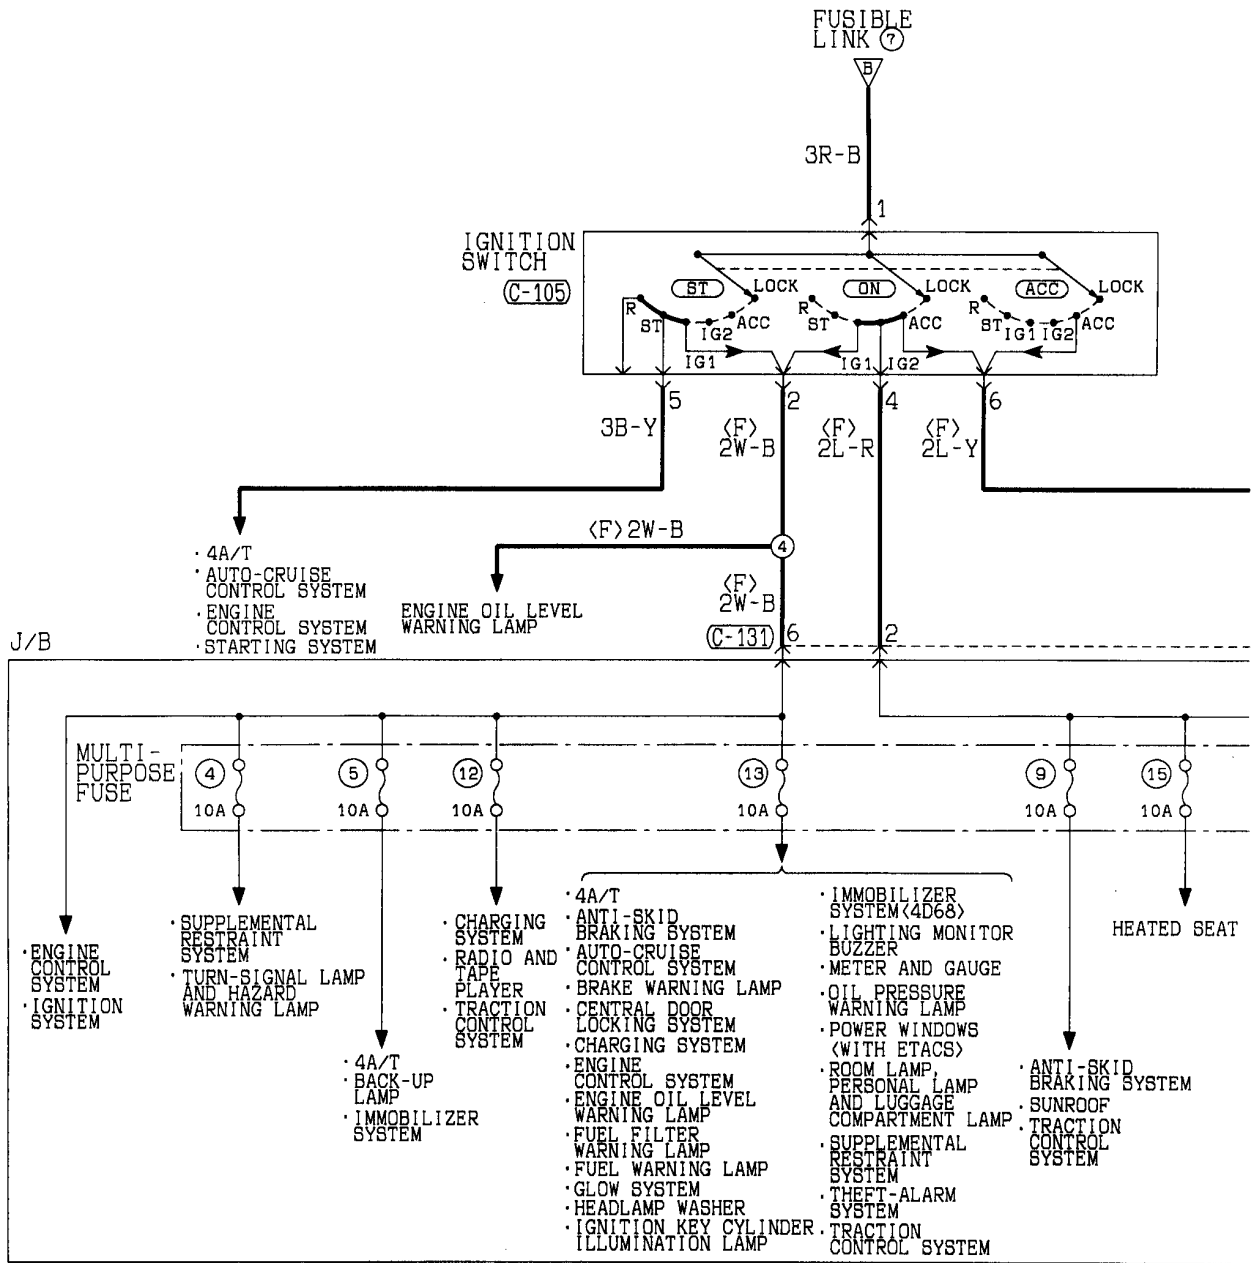 FUSIBLE
LINK ⑦
B
3R-B
1
IGNITION
SWITCH
(C-105)
ST
LOCK
ON
LOCK
ACC
LOCK
R
ST
IG1
IG2
ACC
R
ST
IG1
IG2
ACC
R
ST
IG1
IG2
ACC
5
2
4
6
3B-Y
<F>
2W-B
<F>
2L-R
<F>
2L-Y
<F>2W-B
④
<F>
2W-B
· 4A/T
· AUTO-CRUISE
CONTROL SYSTEM
· ENGINE
CONTROL SYSTEM
· STARTING SYSTEM
ENGINE OIL LEVEL
WARNING LAMP
(C-131)
6
2
J/B
MULTI-
PURPOSE
FUSE
④
10A
⑤
10A
⑫
10A
⑬
10A
⑨
10A
⑮
10A
· ENGINE
CONTROL
SYSTEM
· IGNITION
SYSTEM
· SUPPLEMENTAL
RESTRAINT
SYSTEM
· TURN-SIGNAL LAMP
AND HAZARD
WARNING LAMP
· 4A/T
· BACK-UP
LAMP
· IMMOBILIZER
SYSTEM
· CHARGING
SYSTEM
· RADIO AND
TAPE
PLAYER
· TRACTION
CONTROL
SYSTEM
· 4A/T
· ANTI-SKID
BRAKING SYSTEM
· AUTO-CRUISE
CONTROL SYSTEM
· BRAKE WARNING LAMP
· CENTRAL DOOR
LOCKING SYSTEM
· CHARGING SYSTEM
· ENGINE
CONTROL SYSTEM
· ENGINE OIL LEVEL
WARNING LAMP
· FUEL FILTER
WARNING LAMP
· FUEL WARNING LAMP
· GLOW SYSTEM
· HEADLAMP WASHER
· IGNITION KEY CYLINDER
ILLUMINATION LAMP
· IMMOBILIZER
SYSTEM<4D68>
· LIGHTING MONITOR
BUZZER
· METER AND GAUGE
· OIL PRESSURE
WARNING LAMP
· POWER WINDOWS
<WITH ETACS>
· ROOM LAMP,
PERSONAL LAMP
AND LUGGAGE
COMPARTMENT LAMP
· SUPPLEMENTAL
RESTRAINT
SYSTEM
· THEFT-ALARM
SYSTEM
· TRACTION
CONTROL SYSTEM
· ANTI-SKID
BRAKING SYSTEM
· SUNROOF
· TRACTION
CONTROL
SYSTEM
HEATED SEAT